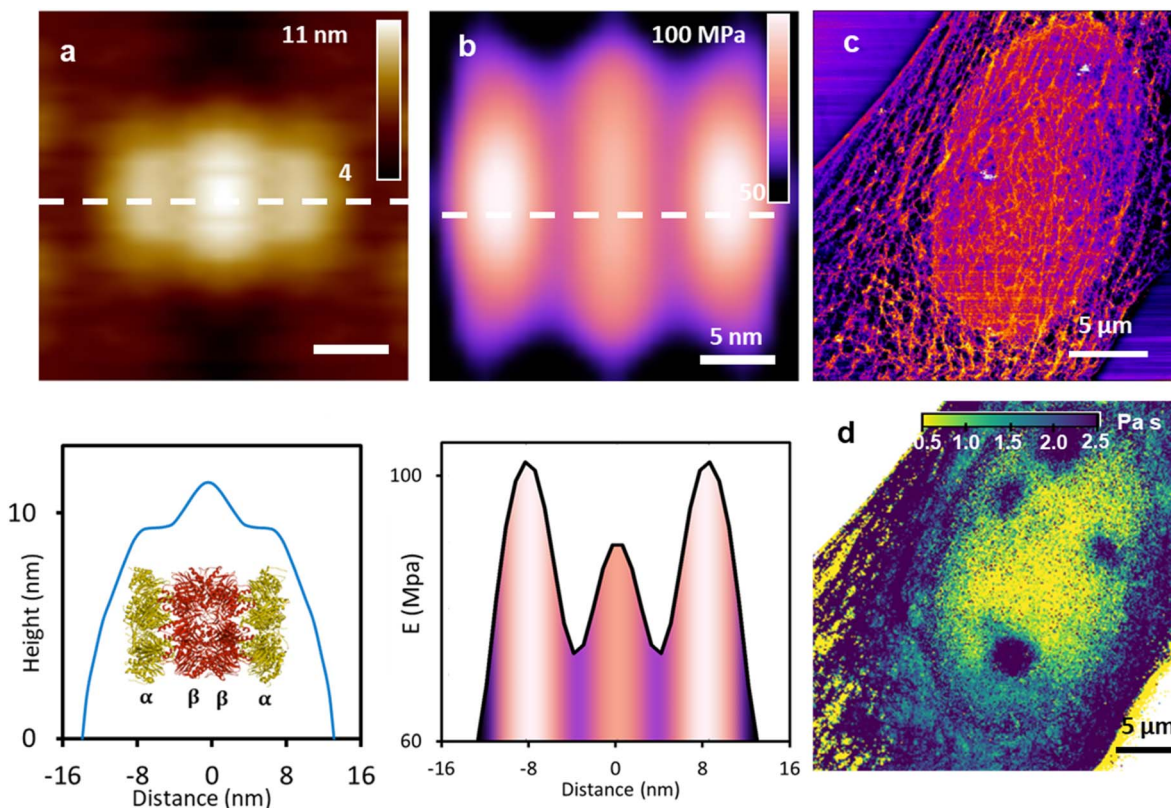 a
11 nm
4
b
100 MPa
50
5 nm
c
5 μm
Height (nm)
10
0
α β β α
-16 -8 0 8 16
Distance (nm)
E (Mpa)
100
60
-16 -8 0 8 16
Distance (nm)
d
Pa s
0.5 1.0 1.5 2.0 2.5
5 μm